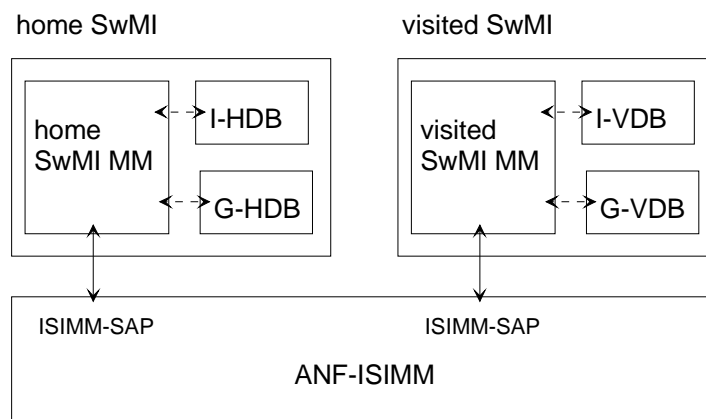 home SwMI
visited SwMI
home
SwMI MM
I-HDB
G-HDB
visited
SwMI MM
I-VDB
G-VDB
ISIMM-SAP
ISIMM-SAP
ANF-ISIMM